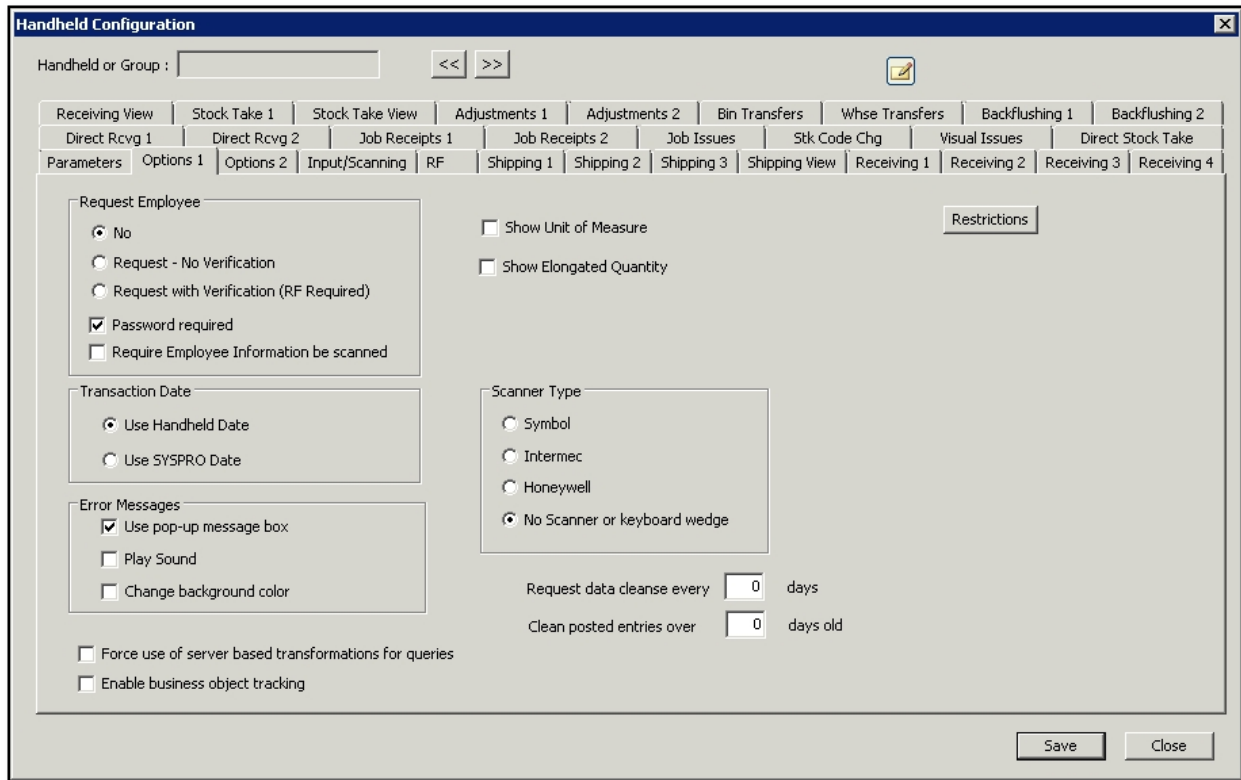 Handheld Configuration
Handheld or Group :
<< >>
Receiving View Stock Take 1 Stock Take View Adjustments 1 Adjustments 2 Bin Transfers Whse Transfers Backflushing 1 Backflushing 2
Direct Rcvg 1 Direct Rcvg 2 Job Receipts 1 Job Receipts 2 Job Issues Stk Code Chg Visual Issues Direct Stock Take
Parameters Options 1 Options 2 Input/Scanning RF Shipping 1 Shipping 2 Shipping 3 Shipping View Receiving 1 Receiving 2 Receiving 3 Receiving 4
Request Employee
No
Request - No Verification
Request with Verification (RF Required)
Password required
Require Employee Information be scanned
Show Unit of Measure
Show Elongated Quantity
Restrictions
Transaction Date
Use Handheld Date
Use SYSPRO Date
Scanner Type
Symbol
Intermec
Honeywell
No Scanner or keyboard wedge
Error Messages
Use pop-up message box
Play Sound
Change background color
Request data cleanse every 0 days
Clean posted entries over 0 days old
Force use of server based transformations for queries
Enable business object tracking
Save Close